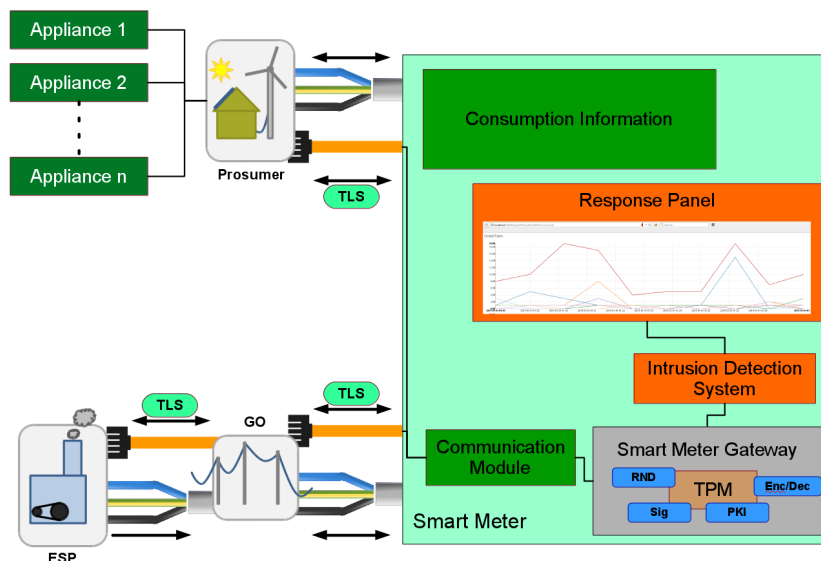 Appliance 1
Appliance 2
Appliance n
Prosumer
TLS
Consumption Information
Response Panel
Intrusion Detection
System
TLS
GO
TLS
Communication
Module
Smart Meter Gateway
RND
TPM
Enc/Dec
Sig
PKI
Smart Meter
ESP